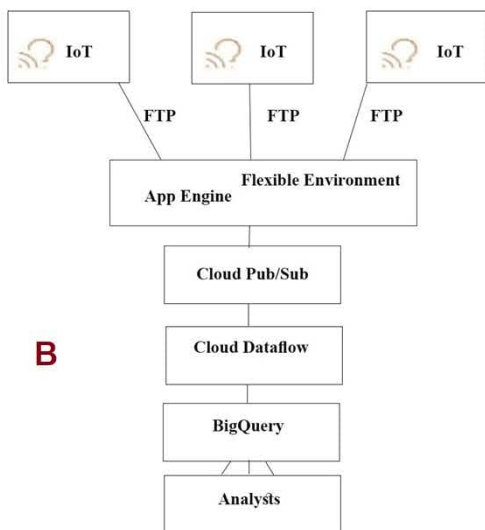 IoT
IoT
IoT
FTP
FTP
FTP
Flexible Environment
App Engine
Cloud Pub/Sub
B
Cloud Dataflow
BigQuery
Analysts